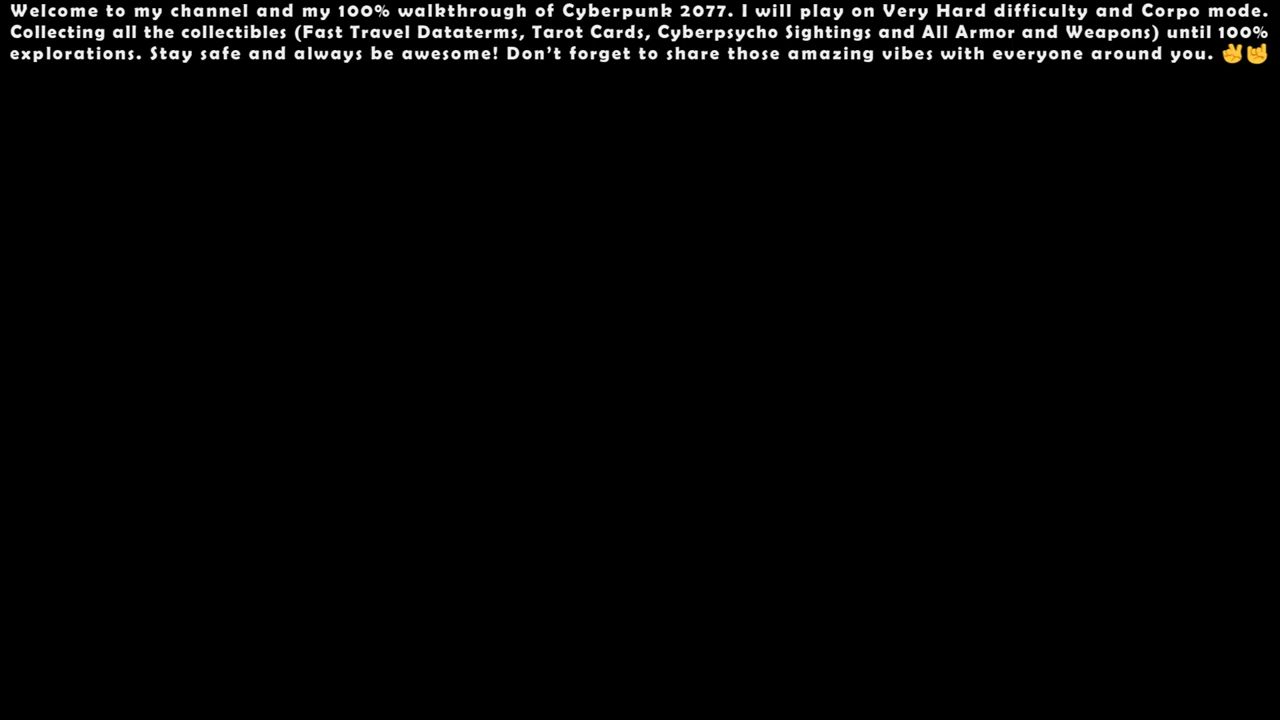 Welcome to my channel and my 100% walkthrough of Cyberpunk 2077. I will play on Very Hard difficulty and Corpo mode.
Collecting all the collectibles (Fast Travel Dataterms, Tarot Cards, Cyberpsycho Sightings and All Armor and Weapons) until 100%
explorations. Stay safe and always be awesome! Don’t forget to share those amazing vibes with everyone around you. ✌️🤘